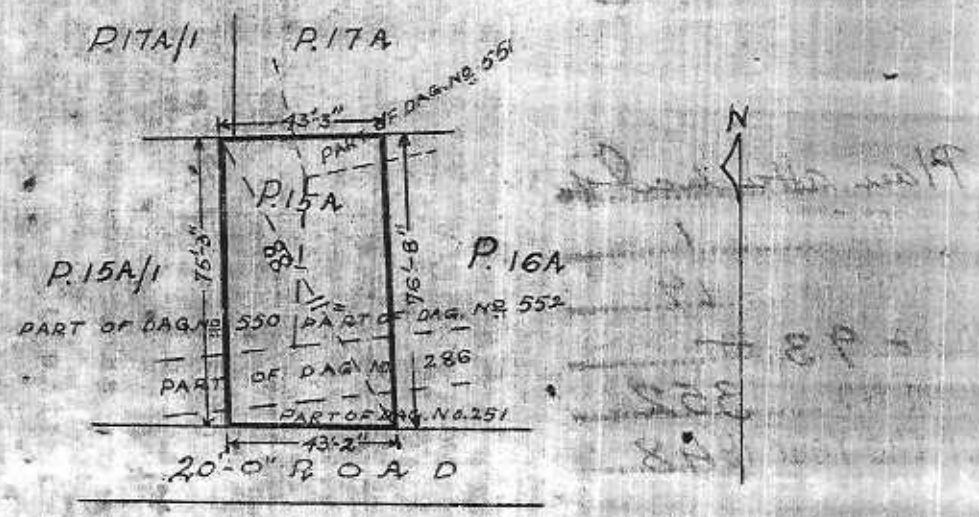 P.17A/1 P.17A
PART OF DAG.Nº 551
43'-3"
N
P.15A
75'-3"
76'-8"
P.15A/1
P.16A
PART OF DAG.Nº 550 PART OF DAG. Nº 552
PART OF DAG NO 286
PART OF DAG.NO.251
43'-2"
20'-0" ROAD